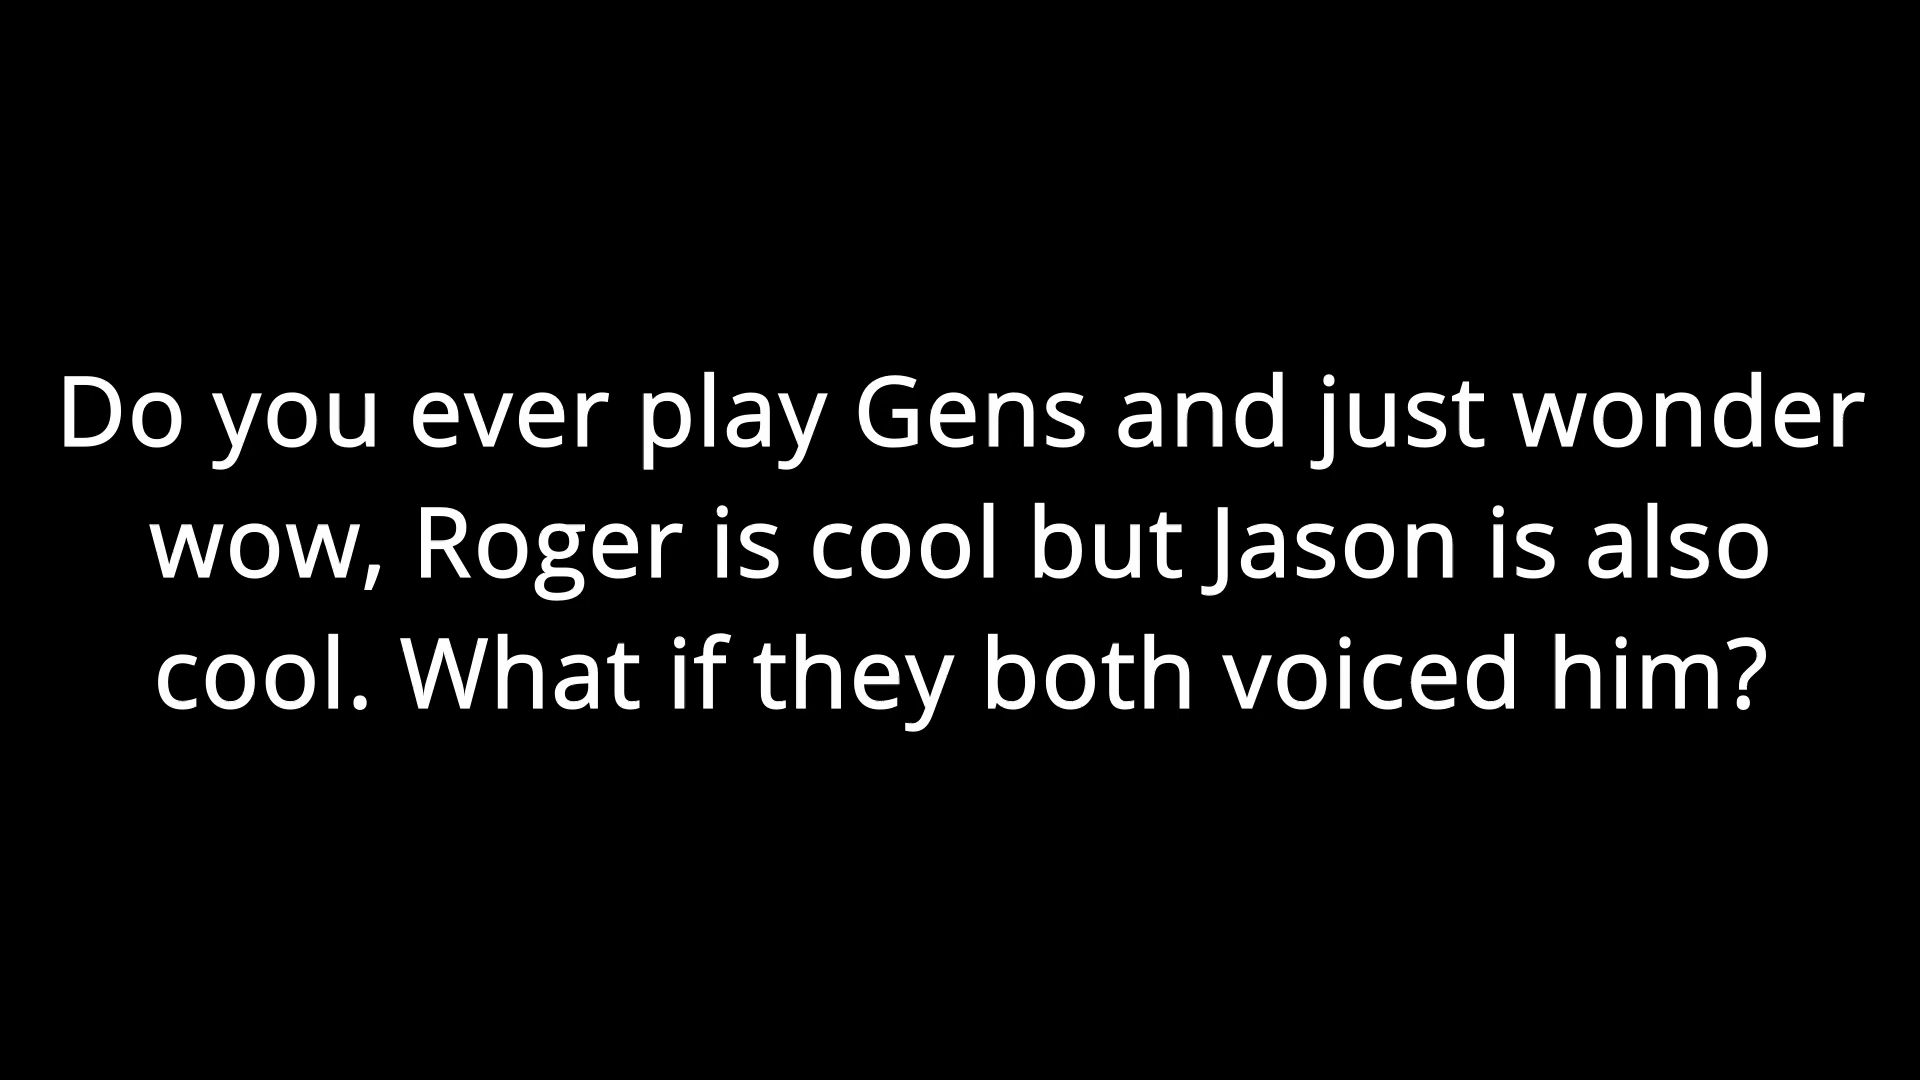 Do you ever play Gens and just wonder
wow, Roger is cool but Jason is also
cool. What if they both voiced him?